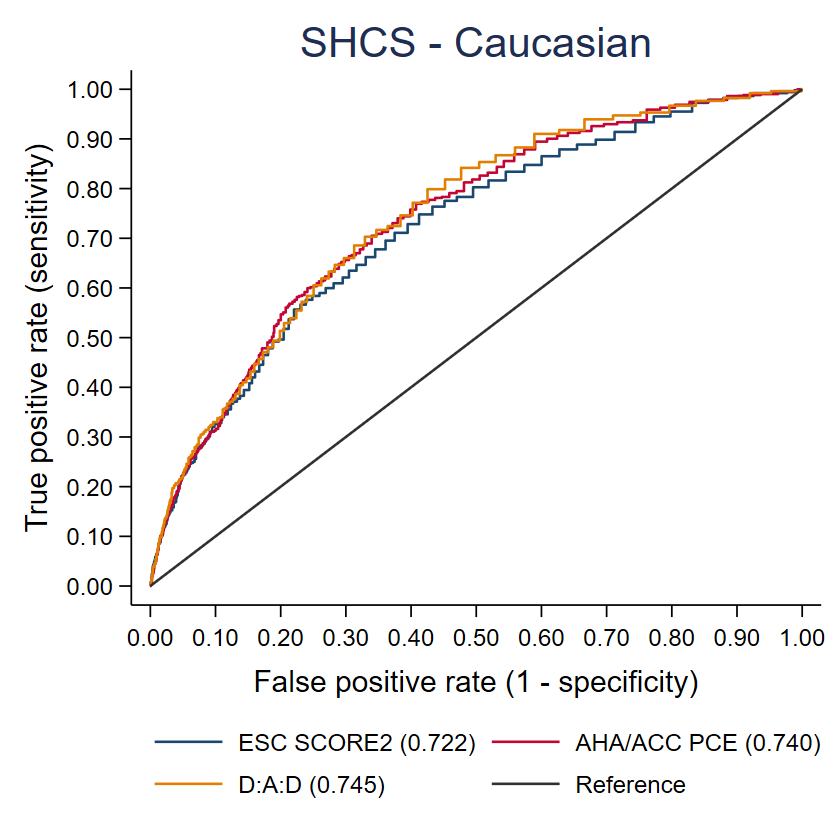 SHCS - Caucasian
True positive rate (sensitivity)
1.00
0.90
0.80
0.70
0.60
0.50
0.40
0.30
0.20
0.10
0.00
0.00 0.10 0.20 0.30 0.40 0.50 0.60 0.70 0.80 0.90 1.00
False positive rate (1 - specificity)
ESC SCORE2 (0.722) AHA/ACC PCE (0.740)
D:A:D (0.745) Reference